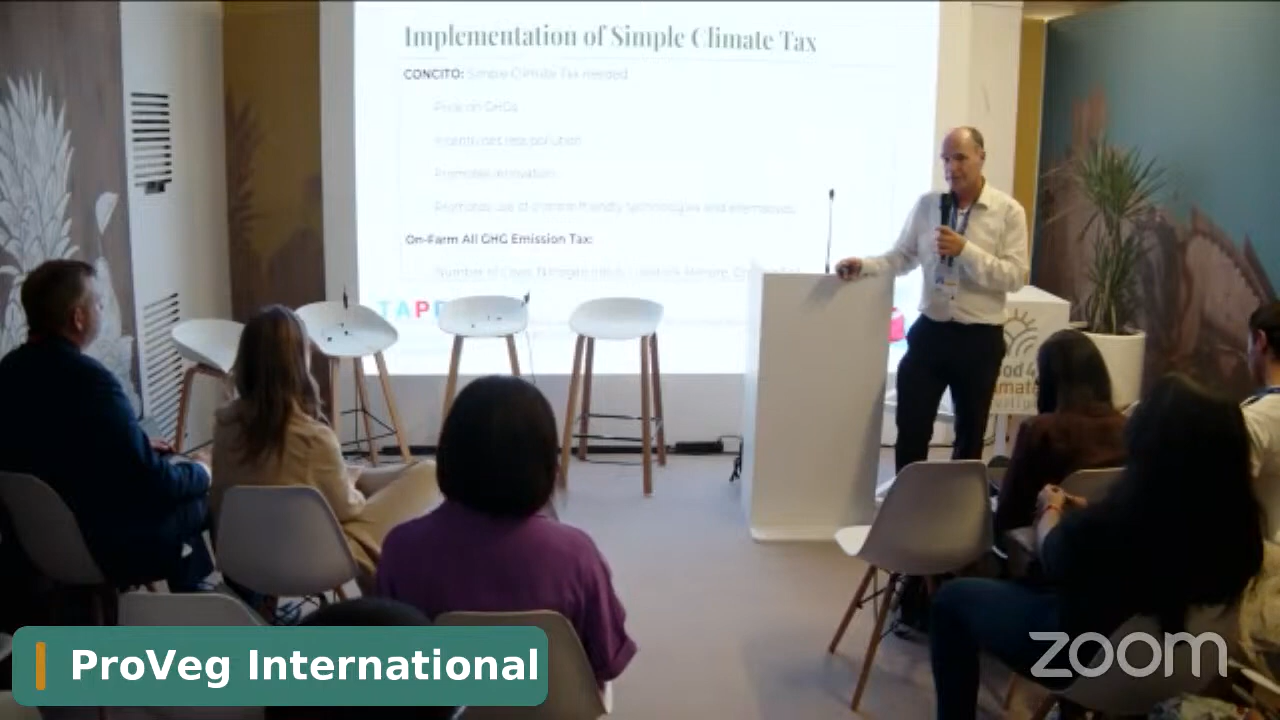 Implementation of Simple Climate Tax
CONCITO: Simple Climate Tax needed
Price on GHGs
Incentivizes less pollution
Promotes innovation
Promotes use of climate friendly technologies and alternatives
On-Farm All GHG Emission Tax:
TAPP
ProVeg International
zoom